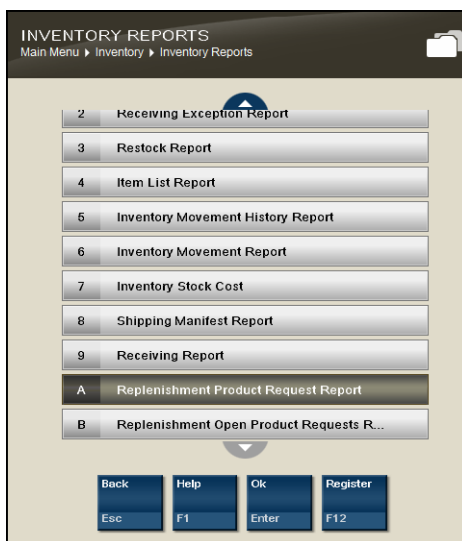 INVENTORY REPORTS
Main Menu ▸ Inventory ▸ Inventory Reports
2 Receiving Exception Report
3 Restock Report
4 Item List Report
5 Inventory Movement History Report
6 Inventory Movement Report
7 Inventory Stock Cost
8 Shipping Manifest Report
9 Receiving Report
A Replenishment Product Request Report
B Replenishment Open Product Requests R...
Back Help Ok Register
Esc F1 Enter F12